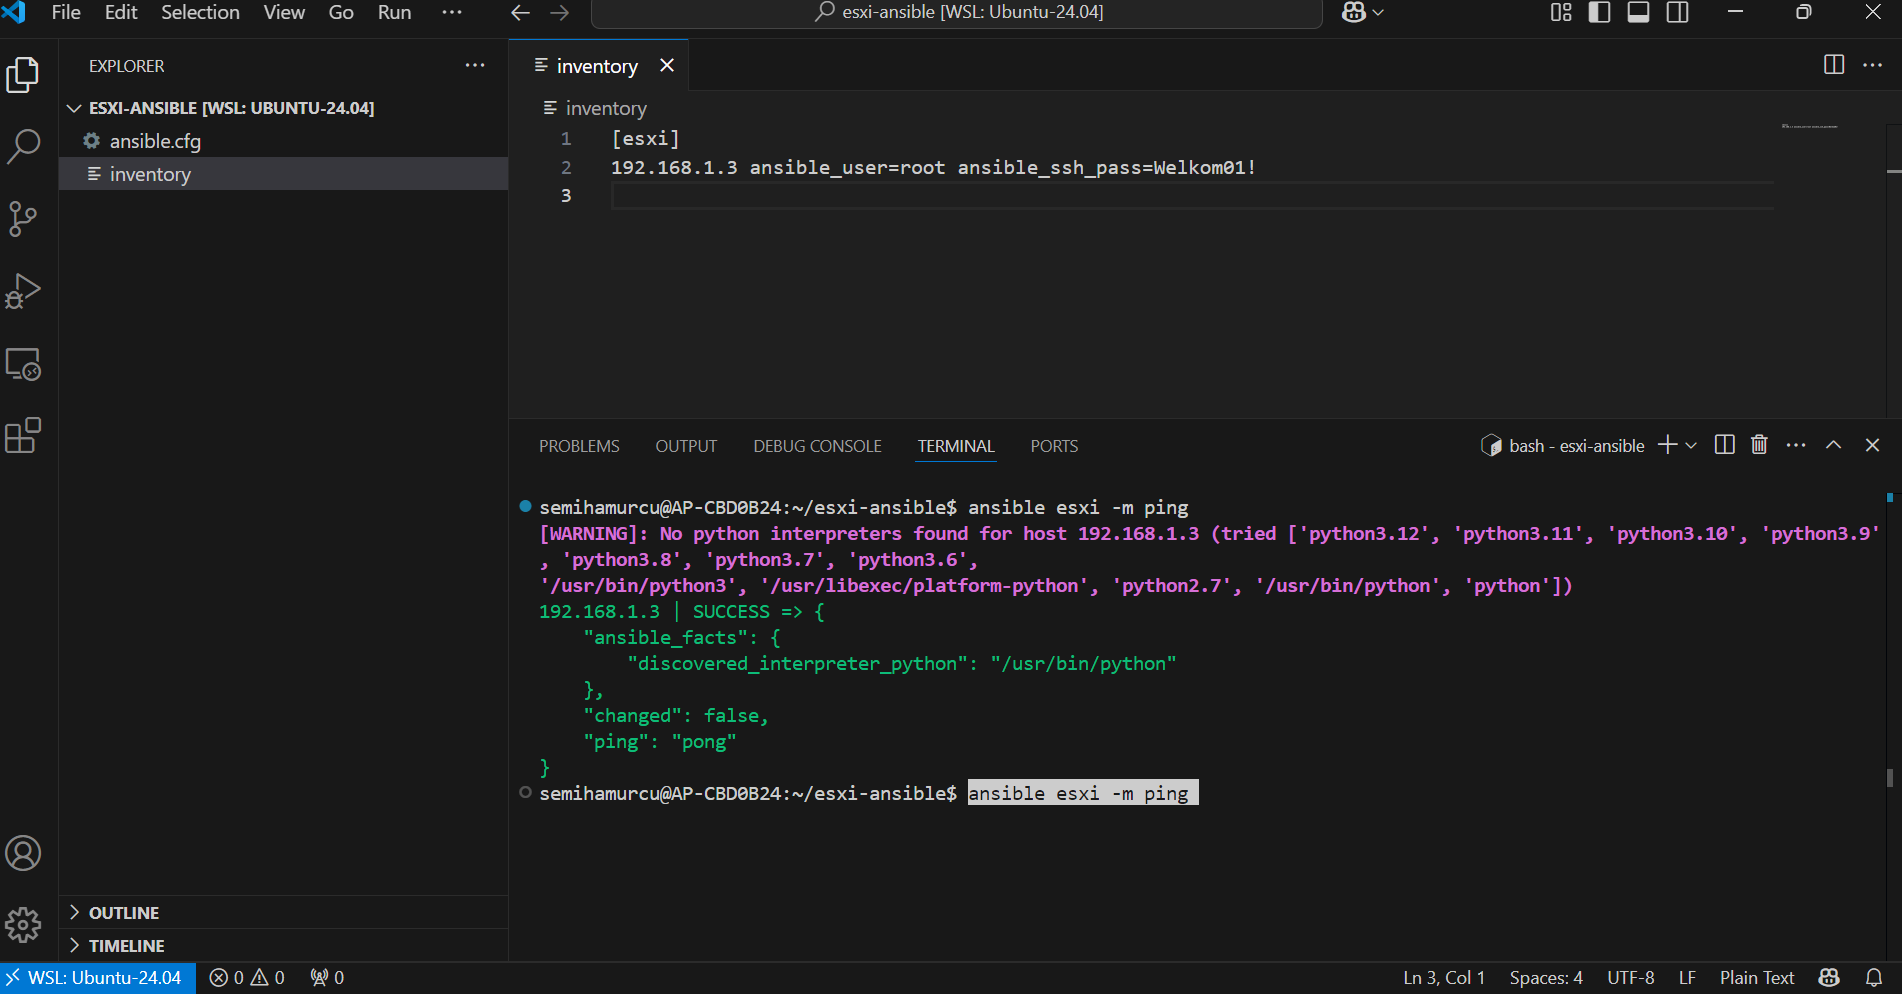 File Edit Selection View Go Run ···
esxi-ansible [WSL: Ubuntu-24.04]
EXPLORER ···
ESXI-ANSIBLE [WSL: UBUNTU-24.04]
ansible.cfg
inventory
OUTLINE
TIMELINE
inventory
inventory
1 [esxi]
2 192.168.1.3 ansible_user=root ansible_ssh_pass=Welkom01!
3
PROBLEMS OUTPUT DEBUG CONSOLE TERMINAL PORTS
bash - esxi-ansible
semihamurcu@AP-CBD0B24:~/esxi-ansible$ ansible esxi -m ping
[WARNING]: No python interpreters found for host 192.168.1.3 (tried ['python3.12', 'python3.11', 'python3.10', 'python3.9'
, 'python3.8', 'python3.7', 'python3.6',
'/usr/bin/python3', '/usr/libexec/platform-python', 'python2.7', '/usr/bin/python', 'python'])
192.168.1.3 | SUCCESS => {
    "ansible_facts": {
        "discovered_interpreter_python": "/usr/bin/python"
    },
    "changed": false,
    "ping": "pong"
}
semihamurcu@AP-CBD0B24:~/esxi-ansible$ ansible esxi -m ping
WSL: Ubuntu-24.04 0 0 0
Ln 3, Col 1 Spaces: 4 UTF-8 LF Plain Text